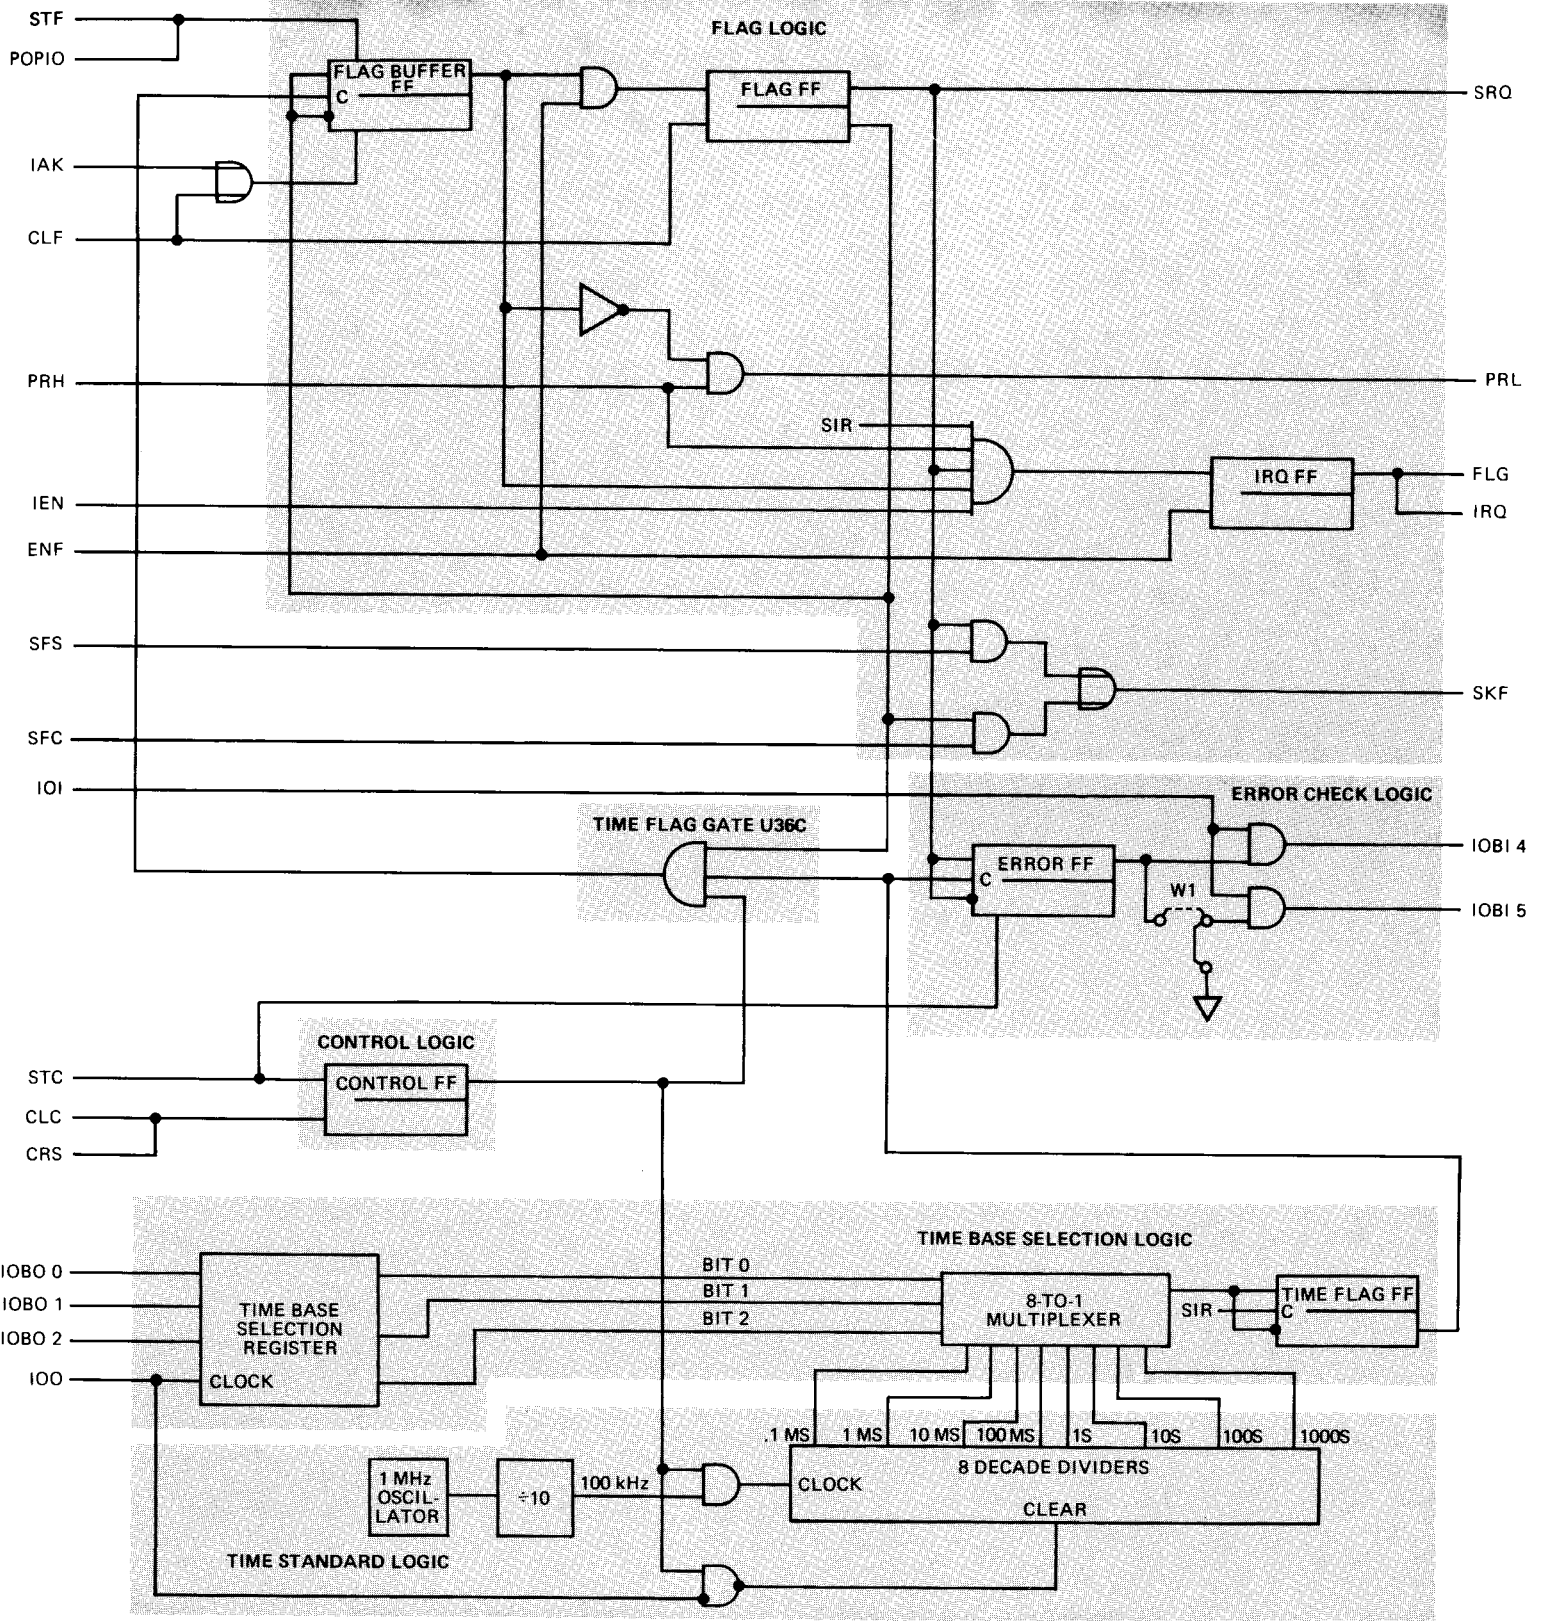 STF
FLAG LOGIC
POPIO
FLAG BUFFER
FF
C
FLAG FF
SRQ
IAK
CLF
PRH
PRL
SIR
IEN
IRQ FF
FLG
IRQ
ENF
SFS
SKF
SFC
IOI
ERROR CHECK LOGIC
TIME FLAG GATE U36C
IOBI 4
ERROR FF
C
W1
IOBI 5
CONTROL LOGIC
STC
CONTROL FF
CLC
CRS
TIME BASE SELECTION LOGIC
IOBO 0
BIT 0
IOBO 1
BIT 1
IOBO 2
BIT 2
TIME BASE
SELECTION
REGISTER
8-TO-1
MULTIPLEXER
SIR
TIME FLAG FF
C
IOO
CLOCK
.1 MS
1 MS
10 MS
100 MS
1S
10S
100S
1000S
1 MHz
OSCIL-
LATOR
÷10
100 kHz
CLOCK
8 DECADE DIVIDERS
CLEAR
TIME STANDARD LOGIC